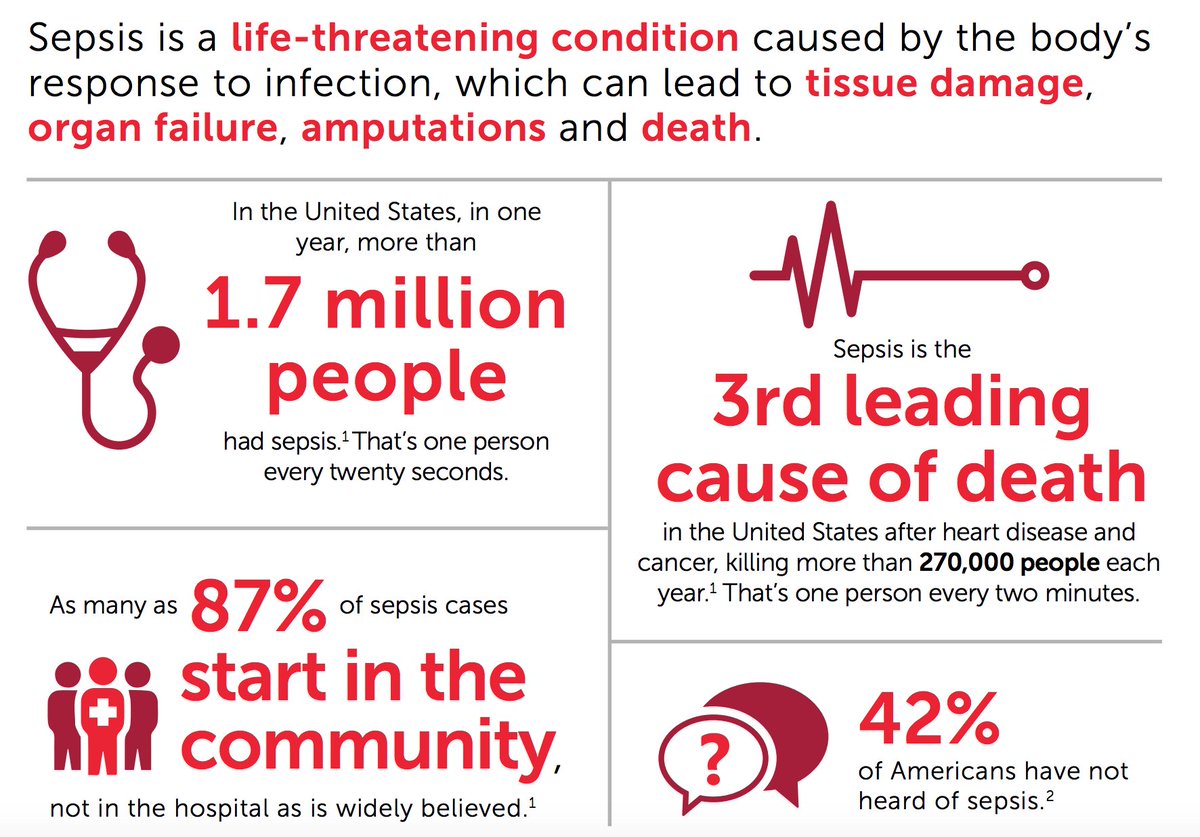 Sepsis is a life-threatening condition caused by the body’s
response to infection, which can lead to tissue damage,
organ failure, amputations and death.
In the United States, in one
year, more than
1.7 million
people
had sepsis.¹ That’s one person
every twenty seconds.
Sepsis is the
3rd leading
cause of death
in the United States after heart disease and
cancer, killing more than 270,000 people each
year.¹ That’s one person every two minutes.
As many as 87% of sepsis cases
start in the
community,
not in the hospital as is widely believed.¹
?
42%
of Americans have not
heard of sepsis.²